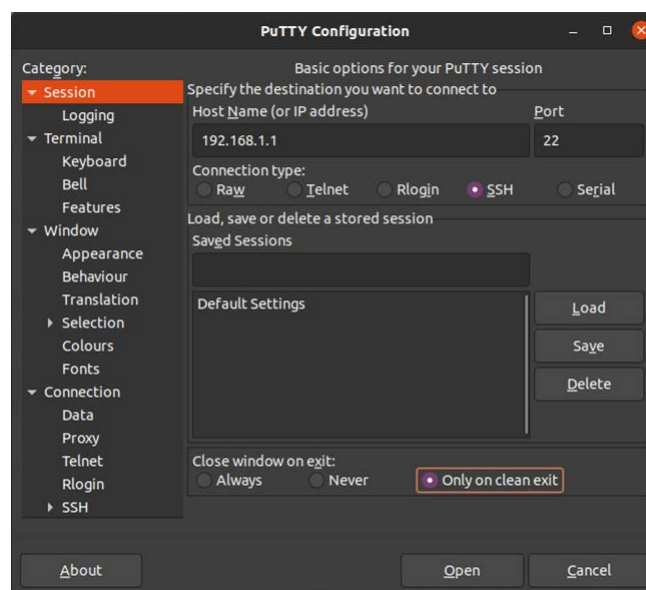 PuTTY Configuration
Category:
Session
Logging
Terminal
Keyboard
Bell
Features
Window
Appearance
Behaviour
Translation
Selection
Colours
Fonts
Connection
Data
Proxy
Telnet
Rlogin
SSH
Basic options for your PuTTY session
Specify the destination you want to connect to
Host Name (or IP address) Port
192.168.1.1 22
Connection type:
Raw Telnet Rlogin SSH Serial
Load, save or delete a stored session
Saved Sessions
Default Settings
Load
Save
Delete
Close window on exit:
Always Never Only on clean exit
About Open Cancel